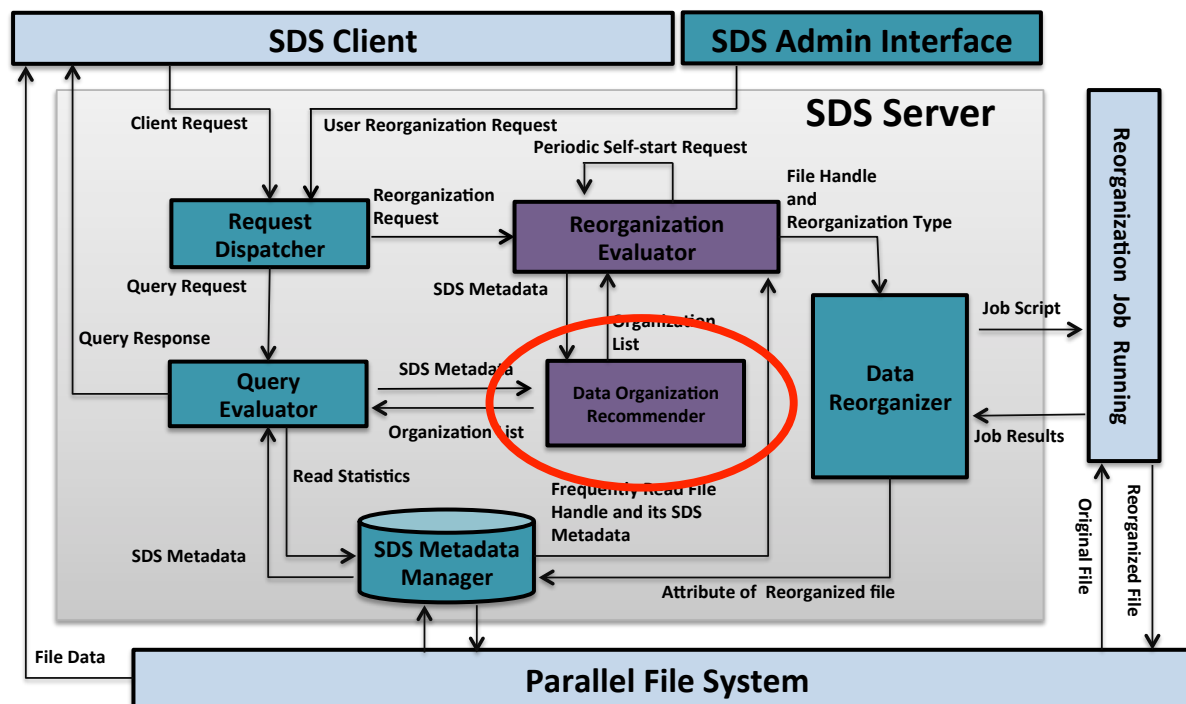 SDS Client
SDS Admin Interface
SDS Server
Client Request
User Reorganization Request
Periodic Self-start Request
File Handle
and
Reorganization Type
Reorganization
Request
Request
Dispatcher
Reorganization
Evaluator
Query Request
SDS Metadata
Organization
List
Query Response
Job Script
Reorganization Job Running
SDS Metadata
Query
Evaluator
Data Organization
Recommender
Data
Reorganizer
Organization List
Job Results
Read Statistics
Frequently Read File
Handle and its SDS
Metadata
SDS Metadata
SDS Metadata
Manager
Attribute of Reorganized file
Original File
Reorganized File
File Data
Parallel File System